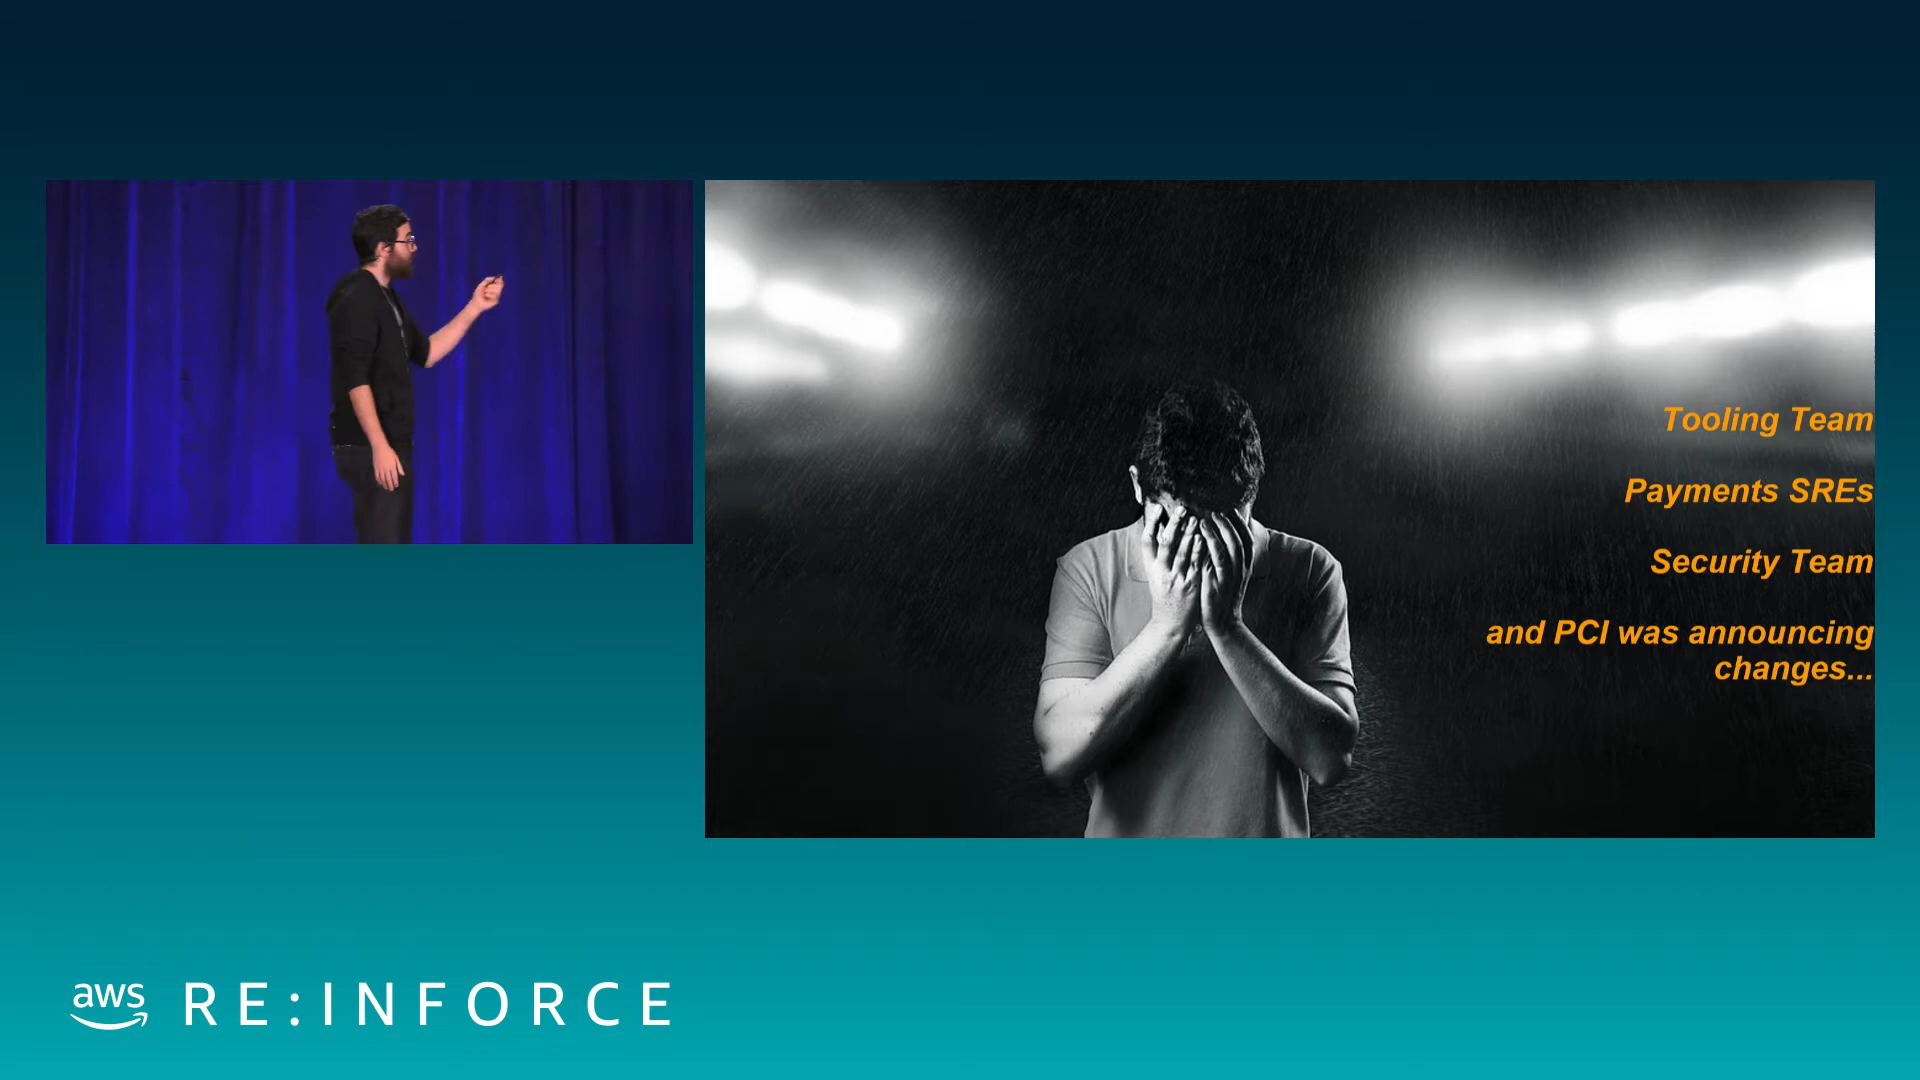 Tooling Team
Payments SREs
Security Team
and PCI was announcing
changes...
aws RE:INFORCE